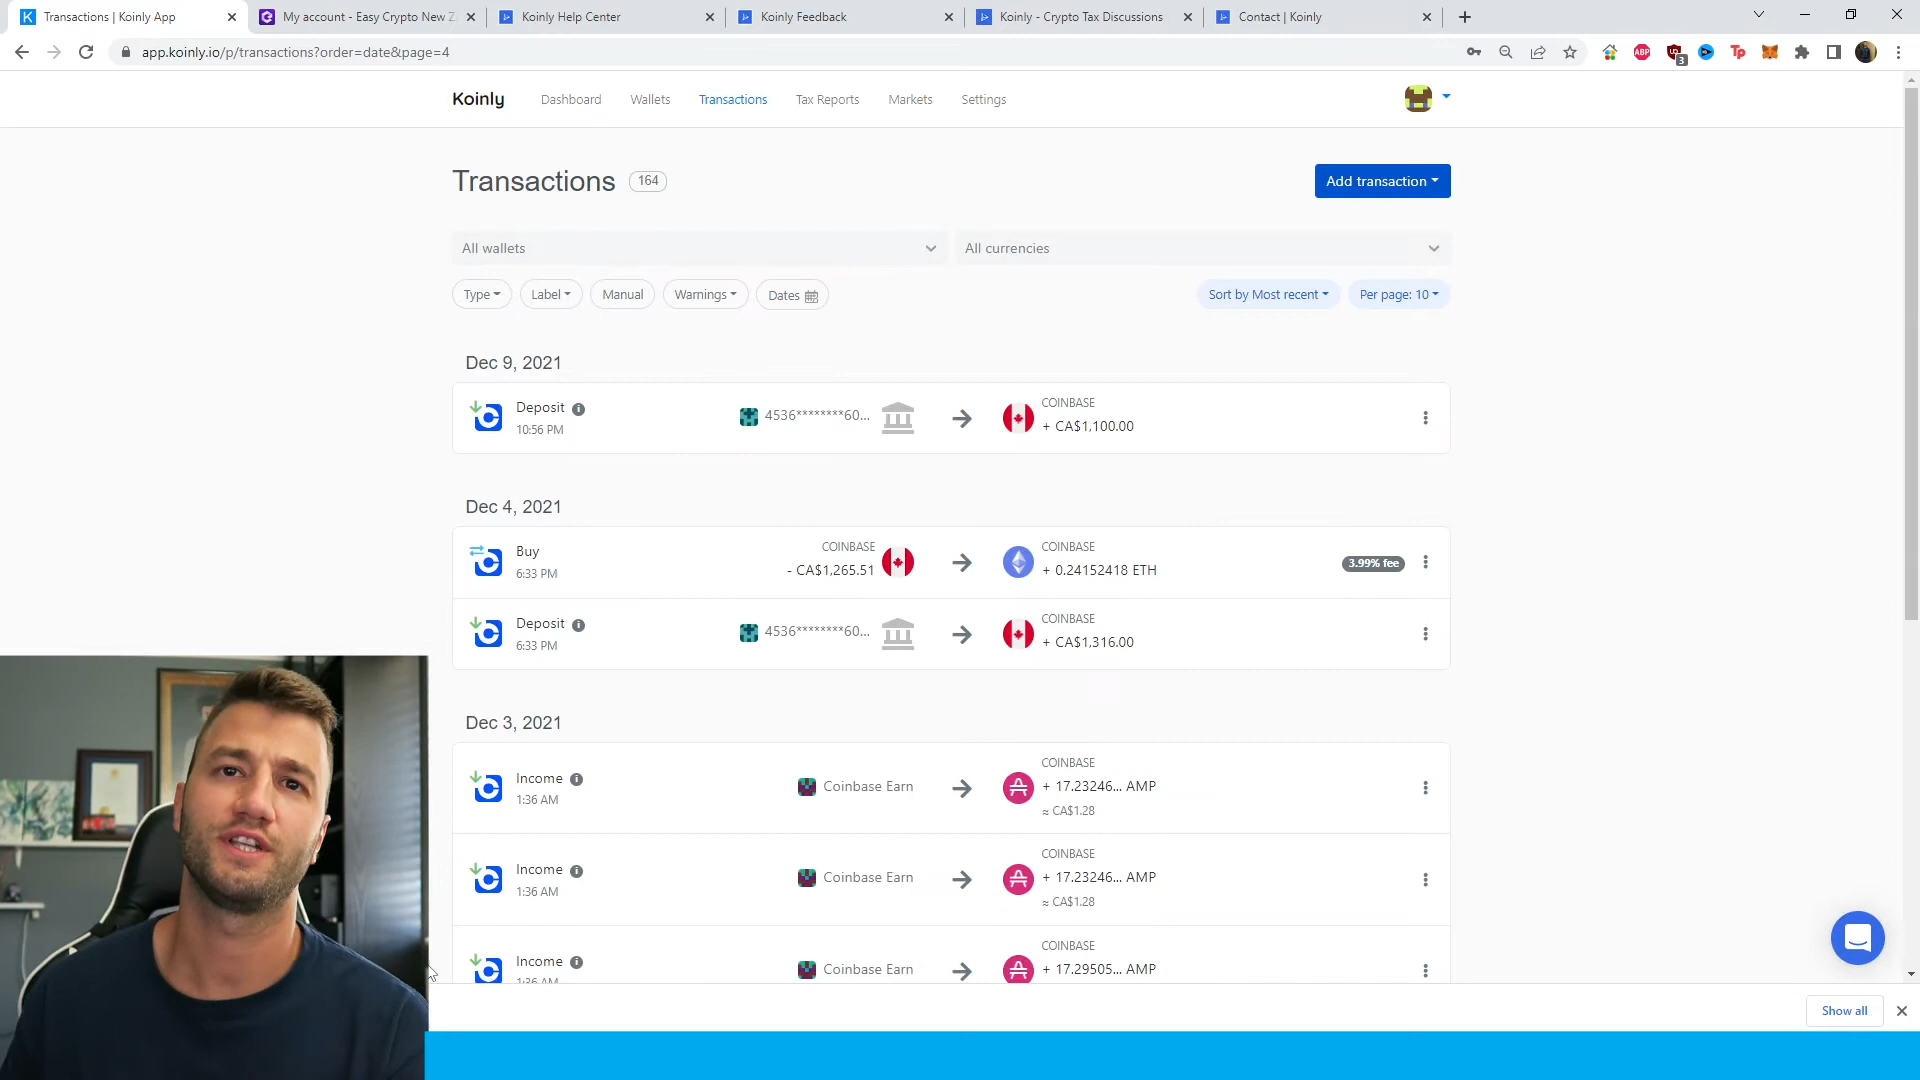 Transactions | Koinly App
My account - Easy Crypto New Z
Koinly Help Center
Koinly Feedback
Koinly - Crypto Tax Discussions
Contact | Koinly
app.koinly.io/p/transactions?order=date&page=4
ABP
3
Tp
Koinly
Dashboard
Wallets
Transactions
Tax Reports
Markets
Settings
Transactions
164
Add transaction
All wallets
All currencies
Type
Label
Manual
Warnings
Dates
Sort by Most recent
Per page: 10
Dec 9, 2021
Deposit
10:56 PM
4536********60...
COINBASE
+ CA$1,100.00
Dec 4, 2021
Buy
6:33 PM
COINBASE
- CA$1,265.51
COINBASE
+ 0.24152418 ETH
3.99% fee
Deposit
6:33 PM
4536********60...
COINBASE
+ CA$1,316.00
Dec 3, 2021
Income
1:36 AM
Coinbase Earn
COINBASE
+ 17.23246... AMP
≈ CA$1.28
Income
1:36 AM
Coinbase Earn
COINBASE
+ 17.23246... AMP
≈ CA$1.28
Income
1:36 AM
Coinbase Earn
COINBASE
+ 17.29505... AMP
Show all